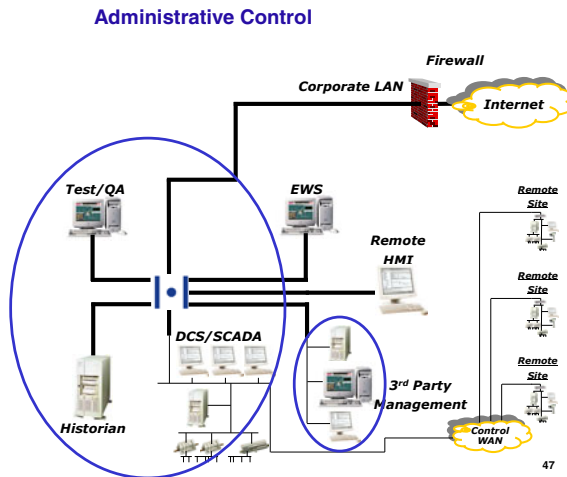 Administrative Control
Firewall
Corporate LAN
Internet
Test/QA
EWS
Remote
Site
Remote
HMI
Remote
Site
DCS/SCADA
Remote
Site
3rd Party
Management
Historian
Control
WAN
47